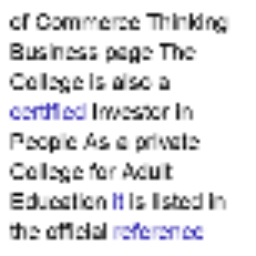 of Commerce Thinking
Business page The
College is also a
certified Investor in
People As a private
College for Adult
Education it is listed in
the official reference